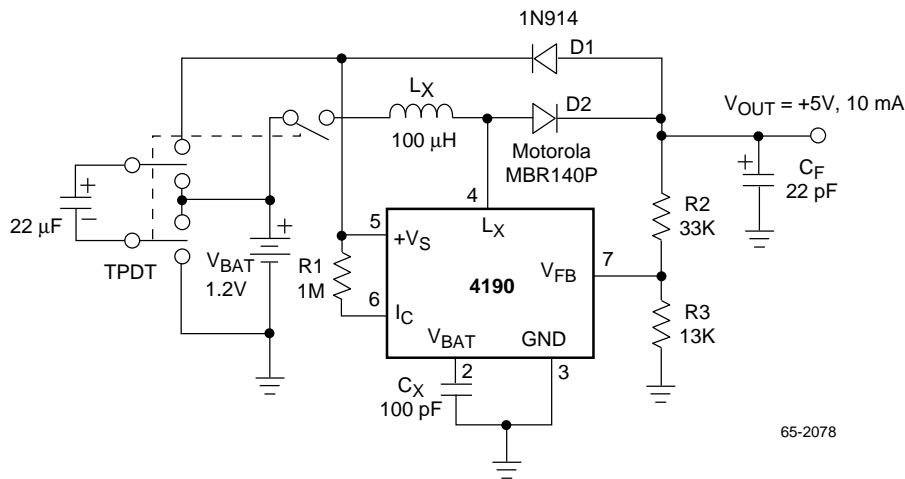 1N914
D1
LX
D2
VOUT = +5V, 10 mA
100 μH
Motorola
MBR140P
+
CF
22 pF
+
4
22 μF
−
+
5
LX
R2
33K
+VS
TPDT
VBAT
1.2V
R1
1M
VFB
7
4190
6
IC
R3
13K
VBAT
GND
2
3
CX
100 pF
65-2078